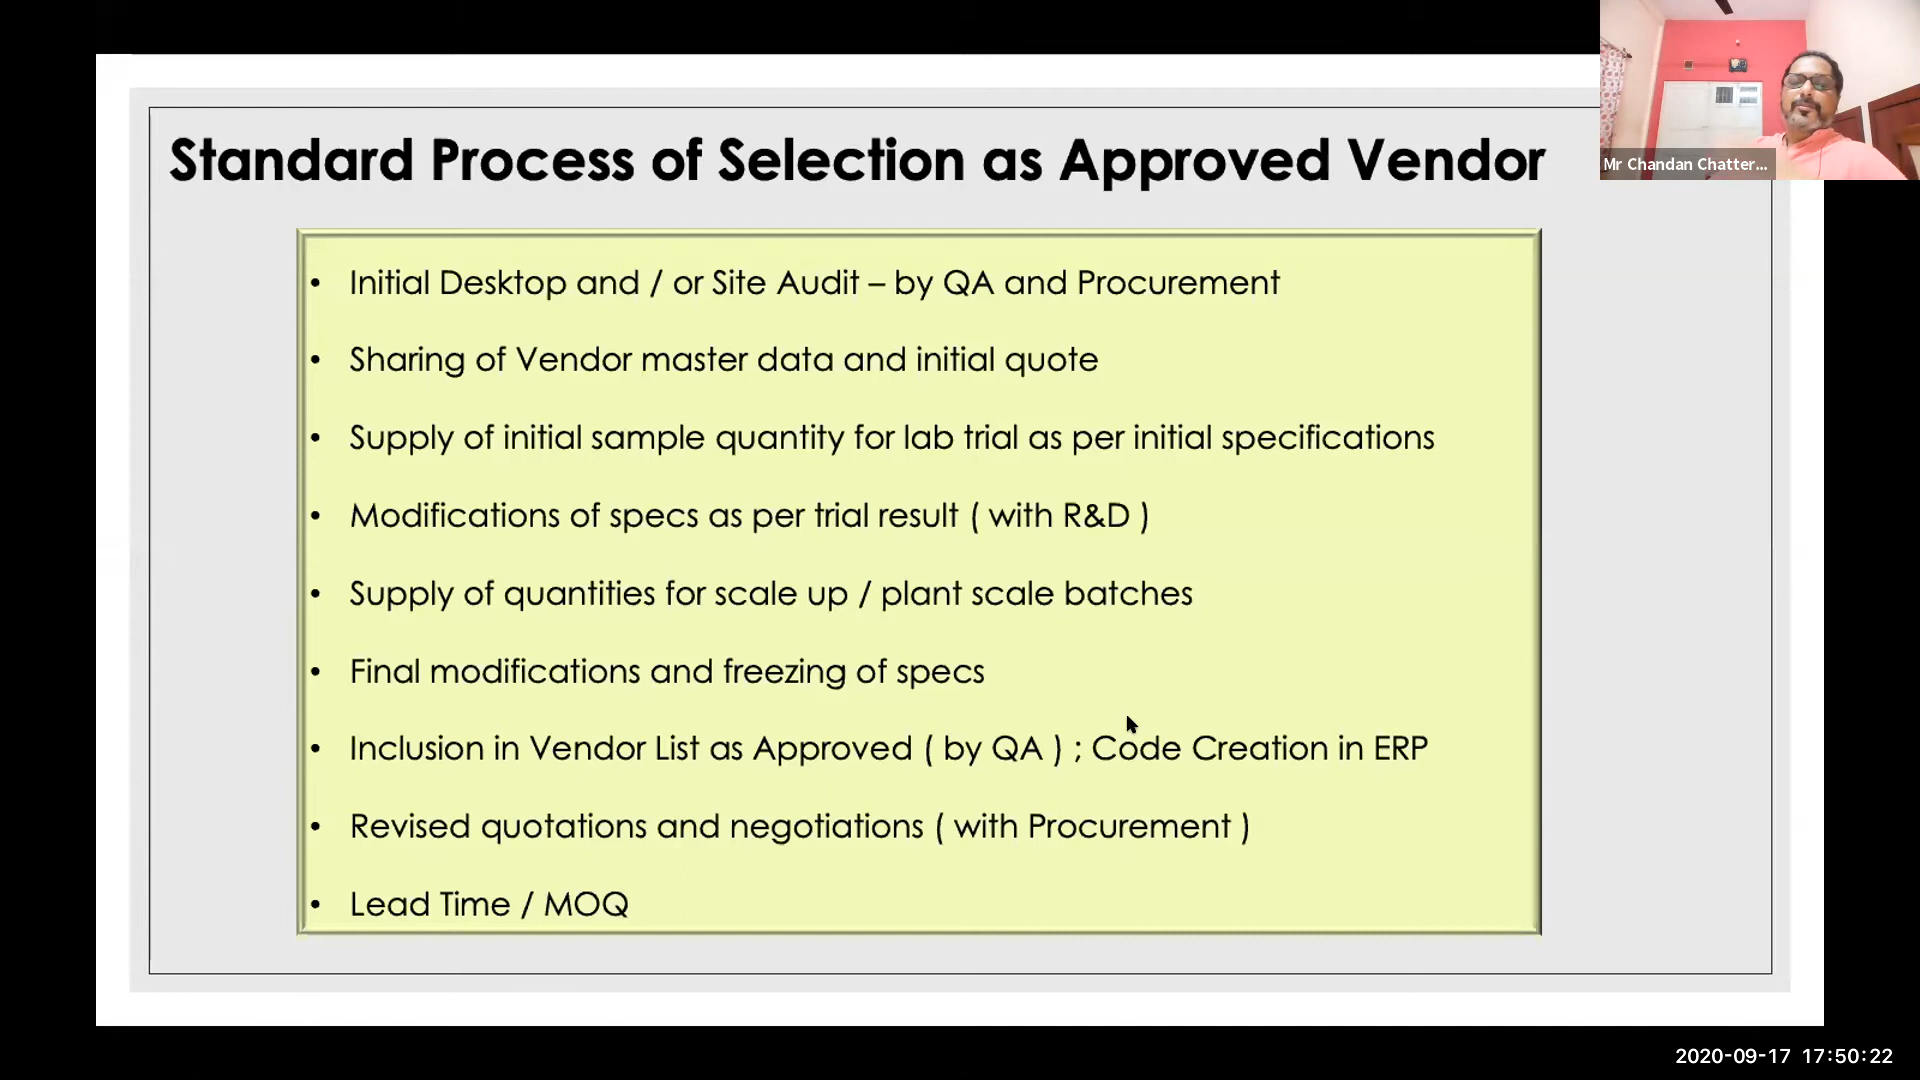 Standard Process of Selection as Approved Vendor
Mr Chandan Chatter...
• Initial Desktop and / or Site Audit – by QA and Procurement
• Sharing of Vendor master data and initial quote
• Supply of initial sample quantity for lab trial as per initial specifications
• Modifications of specs as per trial result ( with R&D )
• Supply of quantities for scale up / plant scale batches
• Final modifications and freezing of specs
• Inclusion in Vendor List as Approved ( by QA ) ; Code Creation in ERP
• Revised quotations and negotiations ( with Procurement )
• Lead Time / MOQ
2020-09-17 17:50:22